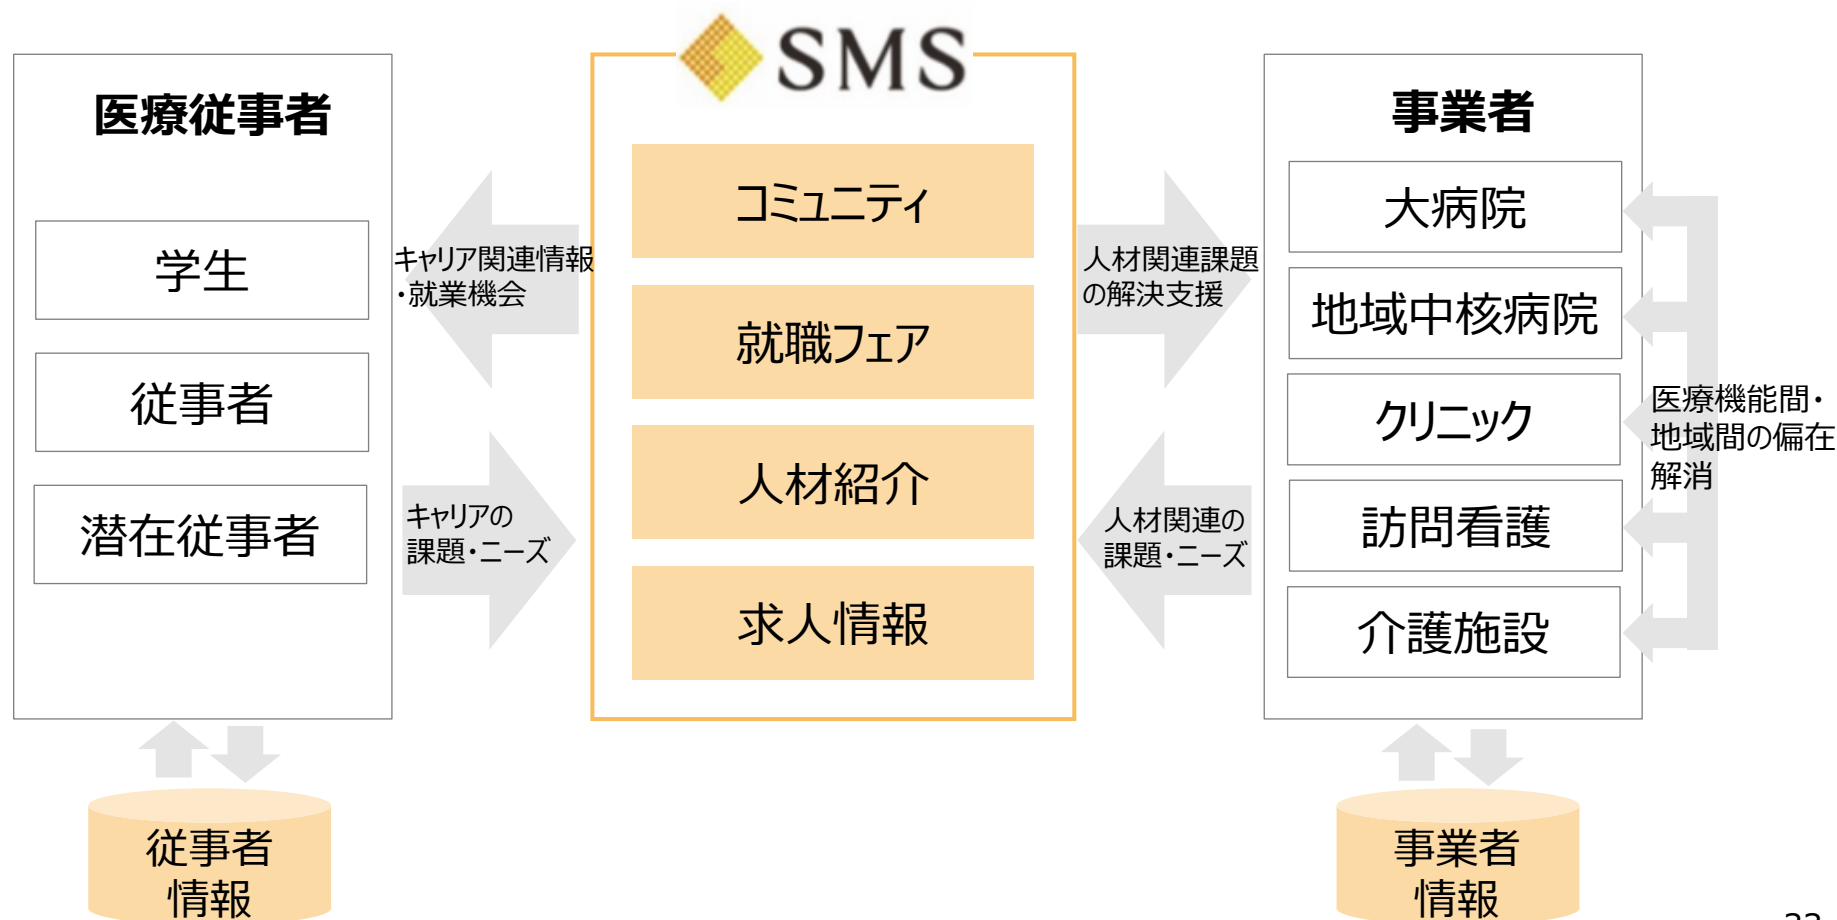 SMS
医療従事者
学生
従事者
潜在従事者
キャリア関連情報
・就業機会
キャリアの
課題・ニーズ
コミュニティ
就職フェア
人材紹介
求人情報
人材関連課題
の解決支援
人材関連の
課題・ニーズ
事業者
大病院
地域中核病院
クリニック
訪問看護
介護施設
医療機能間・
地域間の偏在
解消
従事者
情報
事業者
情報